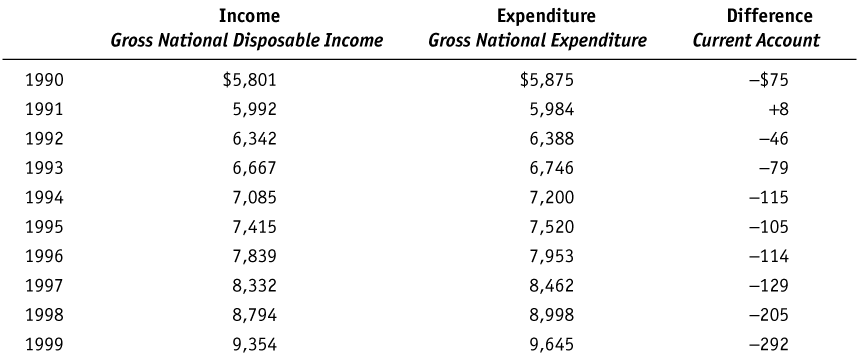 Income Expenditure Difference
Gross National Disposable Income Gross National Expenditure Current Account
1990 $5,801 $5,875 –$75
1991 5,992 5,984 +8
1992 6,342 6,388 –46
1993 6,667 6,746 –79
1994 7,085 7,200 –115
1995 7,415 7,520 –105
1996 7,839 7,953 –114
1997 8,332 8,462 –129
1998 8,794 8,998 –205
1999 9,354 9,645 –292